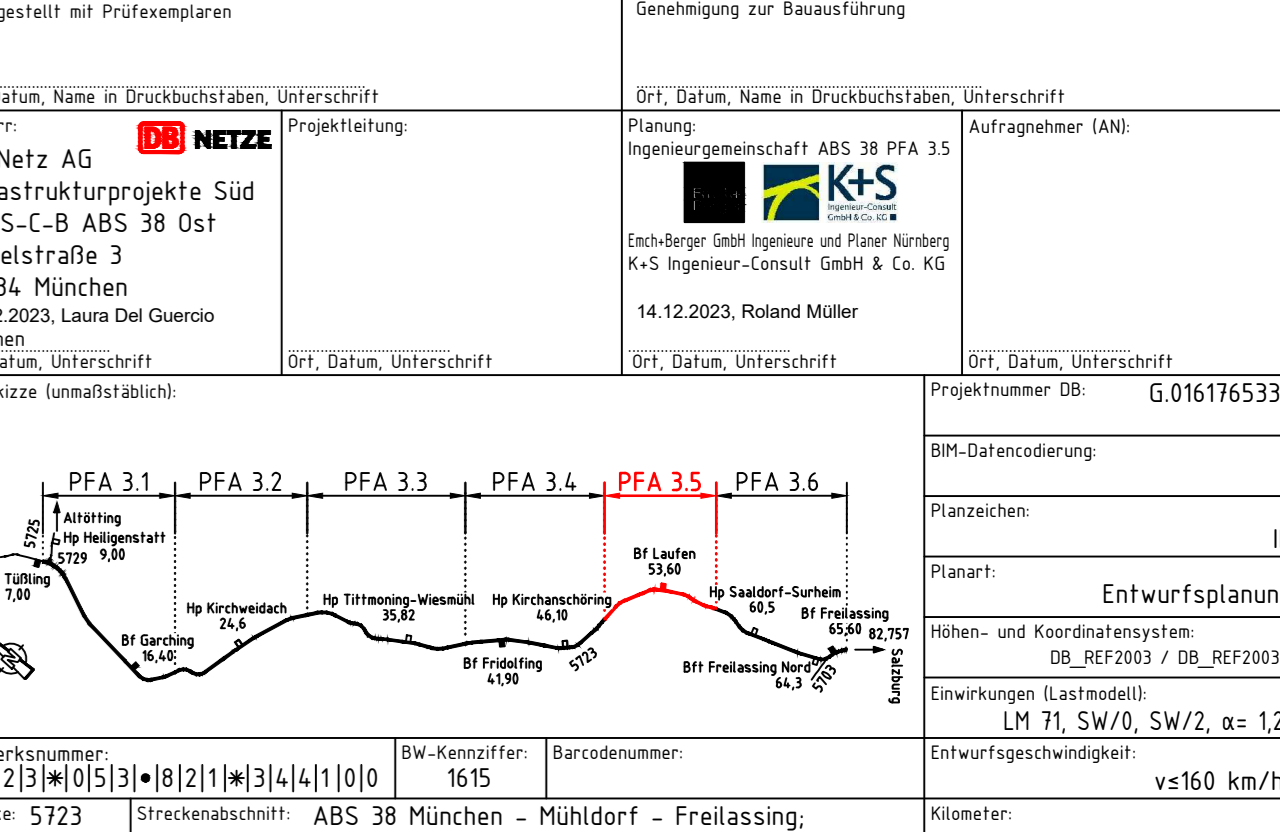 gestellt mit Prüfexemplaren
Genehmigung zur Bauausführung
Datum, Name in Druckbuchstaben, Unterschrift
Ort, Datum, Name in Druckbuchstaben, Unterschrift
rr:
DB NETZE
Netz AG
astrukturprojekte Süd
S-C-B ABS 38 Ost
elstraße 3
34 München
2.2023, Laura Del Guercio
nen
atum, Unterschrift
Projektleitung:
Ort, Datum, Unterschrift
Planung:
Ingenieurgemeinschaft ABS 38 PFA 3.5
K+S
Ingenieur-Consult
GmbH & Co. KG
Emch+Berger GmbH Ingenieure und Planer Nürnberg
K+S Ingenieur-Consult GmbH & Co. KG
14.12.2023, Roland Müller
Ort, Datum, Unterschrift
Aufragnehmer (AN):
Ort, Datum, Unterschrift
kizze (unmaßstäblich):
PFA 3.1
PFA 3.2
PFA 3.3
PFA 3.4
PFA 3.5
PFA 3.6
5725
Altötting
Hp Heiligenstatt
5729 9,00
Tüßling
7,00
Bf Garching
16,40
Hp Kirchweidach
24,6
Hp Tittmoning-Wiesmühl
35,82
Bf Fridolfing
41,90
Hp Kirchanschöring
46,10
5723
Bf Laufen
53,60
Hp Saaldorf-Surheim
60,5
Bf Freilassing
65,60
82,757
Salzburg
Bft Freilassing Nord
64,3
5703
Projektnummer DB: G.016176533
BIM-Datencodierung:
Planzeichen:
Planart:
Entwurfsplanun
Höhen- und Koordinatensystem:
DB_REF2003 / DB_REF2003
Einwirkungen (Lastmodell):
LM 71, SW/0, SW/2, α= 1,2
erksnummer:
2|3|*|0|5|3|•|8|2|1|*|3|4|4|1|0|0
BW-Kennziffer:
1615
Barcodenummer:
Entwurfsgeschwindigkeit:
v≤160 km/h
ke: 5723
Streckenabschnitt: ABS 38 München - Mühldorf - Freilassing;
Kilometer: